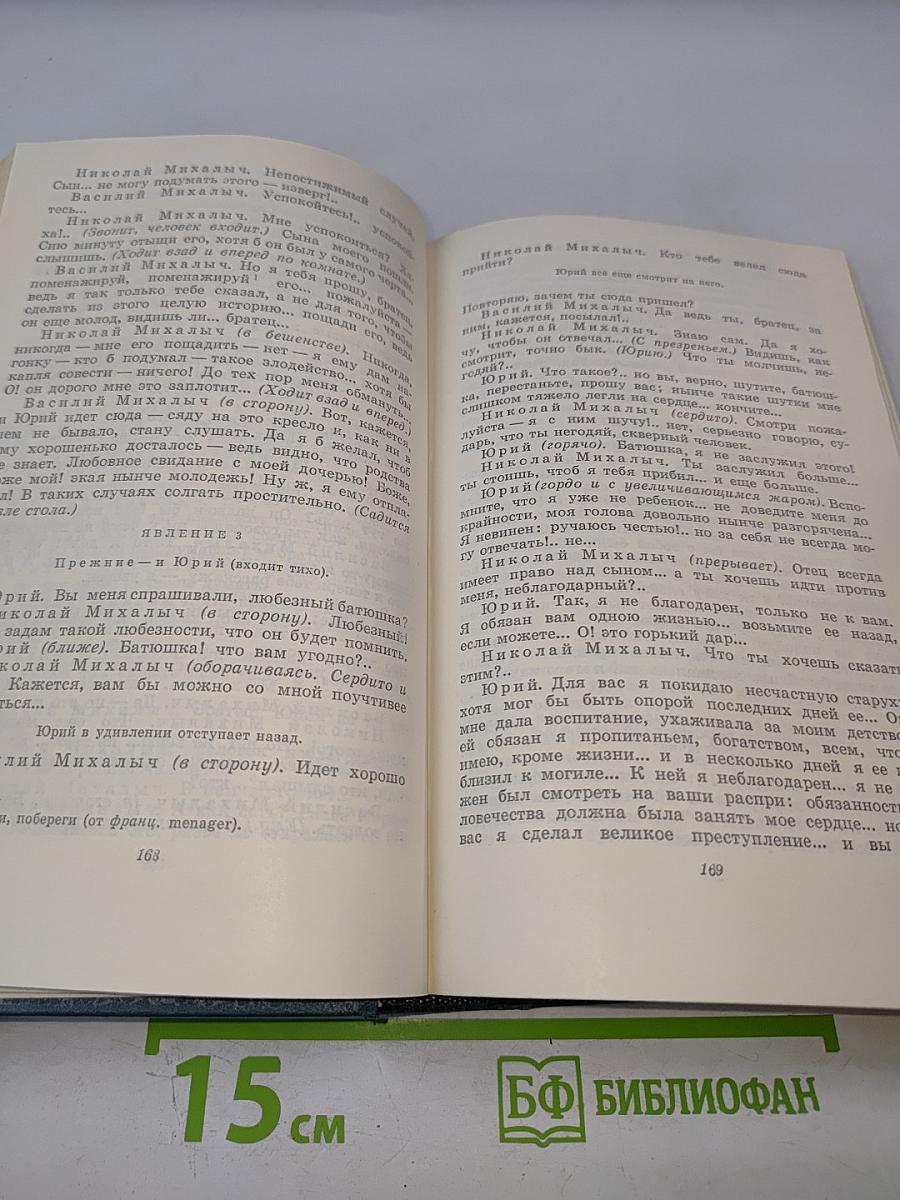 Николай Михалыч. Непостижимый случай.
Сын... не могу подумать этого — изверг!..
Василий Михалыч. Успокойтесь!.. успокой-
тесь...
Николай Михалыч. Мне успокоиться? Ха.
ха!.. (Звонит, человек входит.) Сына моего пошли.
Сию минуту отыщи его, хотя б он был у самого черта...
слышишь. (Ходит взад и вперед по комнате.)
Василий Михалыч. Но я тебя прошу, братец,
поменажируй, поменажируй¹ его... пожалуйста —
ведь я так только тебе сказал, а не для того, чтобы
сделать из этого целую историю... пощади его, ведь
он еще молод, видишь ли... братец...
Николай Михалыч (в бешенстве). Никогда,
никогда — мне его пощадить — нет — я ему дам на-
гонку — кто б подумал — такое злодейство... хотя бы
капля совести — ничего! До тех пор меня обмануть...
О! он дорого мне это заплотит... (Ходит взад и вперед.)
Василий Михалыч (в сторону). Вот, кажется,
и Юрий идет сюда — сяду на это кресло и, как ни в
чем не бывало, стану слушать. Да я б желал, чтоб
му хорошенько досталось — ведь видно, что родства
е знает. Любовное свидание с моей дочерью! Боже,
оже мой! экая нынче молодежь! Ну ж, я ему отпла-
л! В таких случаях солгать простительно. (Садится
зле стола.)
ЯВЛЕНИЕ 3
Прежние — и Юрий (входит тихо).
рий. Вы меня спрашивали, любезный батюшка?
иколай Михалыч (в сторону). Любезный!
задам такой любезности, что он будет помнить.
рий (ближе). Батюшка! что вам угодно?..
колай Михалыч (оборачиваясь. Сердито и
Кажется, вам бы можно со мной поучтивее
ться...
Юрий в удивлении отступает назад.
илий Михалыч (в сторону). Идет хорошо
и, побереги (от франц. menager).
168
Николай Михалыч. Кто тебе велел сюда
прийти?
Юрий всё еще смотрит на него.
Повторяю, зачем ты сюда пришел?
Василий Михалыч. Да ведь ты, братец, за
ним, кажется, посылал!..
Николай Михалыч. Знаю сам. Да я хо-
чу, чтобы он отвечал... (С презреньем.) Видишь, как
смотрит, точно бык. (Юрию.) Что ты молчишь, не-
годяй?..
Юрий. Что такое?.. но вы, верно, шутите, батюш-
ка, перестаньте, прошу вас; нынче такие шутки мне
слишком тяжело легли на сердце... кончите...
Николай Михалыч (сердито). Смотри пожа-
луйста — я с ним шучу!.. нет, серьезно говорю, су-
дарь, что ты негодяй, скверный человек.
Юрий (горячо). Батюшка, я не заслужил этого!
Николай Михалыч. Ты заслужил больше...
ты стоишь, чтоб я тебя прибил... и еще больше.
Юрий (гордо и с увеличивающимся жаром). Вспо-
мните, что я уже не ребенок... не доведите меня до
крайности, моя голова довольно нынче разгорячена...
Я невинен: ручаюсь честью!.. но за себя не всегда мо-
гу отвечать!.. не...
Николай Михалыч (прерывает). Отец всегда
имеет право над сыном... а ты хочешь идти против
меня, неблагодарный?..
Юрий. Так, я не благодарен, только не к вам.
Я обязан вам одною жизнью... возьмите ее назад,
если можете... О! это горький дар...
Николай Михалыч. Что ты хочешь сказать
этим?..
Юрий. Для вас я покидаю несчастную старух
хотя мог бы быть опорой последних дней ее... О
мне дала воспитание, ухаживала за моим детство
ей обязан я пропитаньем, богатством, всем, что
имею, кроме жизни... и в несколько дней я ее
близил к могиле... К ней я неблагодарен... я не
жен был смотреть на ваши распри: обязанност
ловечества должна была занять мое сердце... но
вас я сделал великое преступление... и вы
169
15 см
БФ БИБЛИОФАН